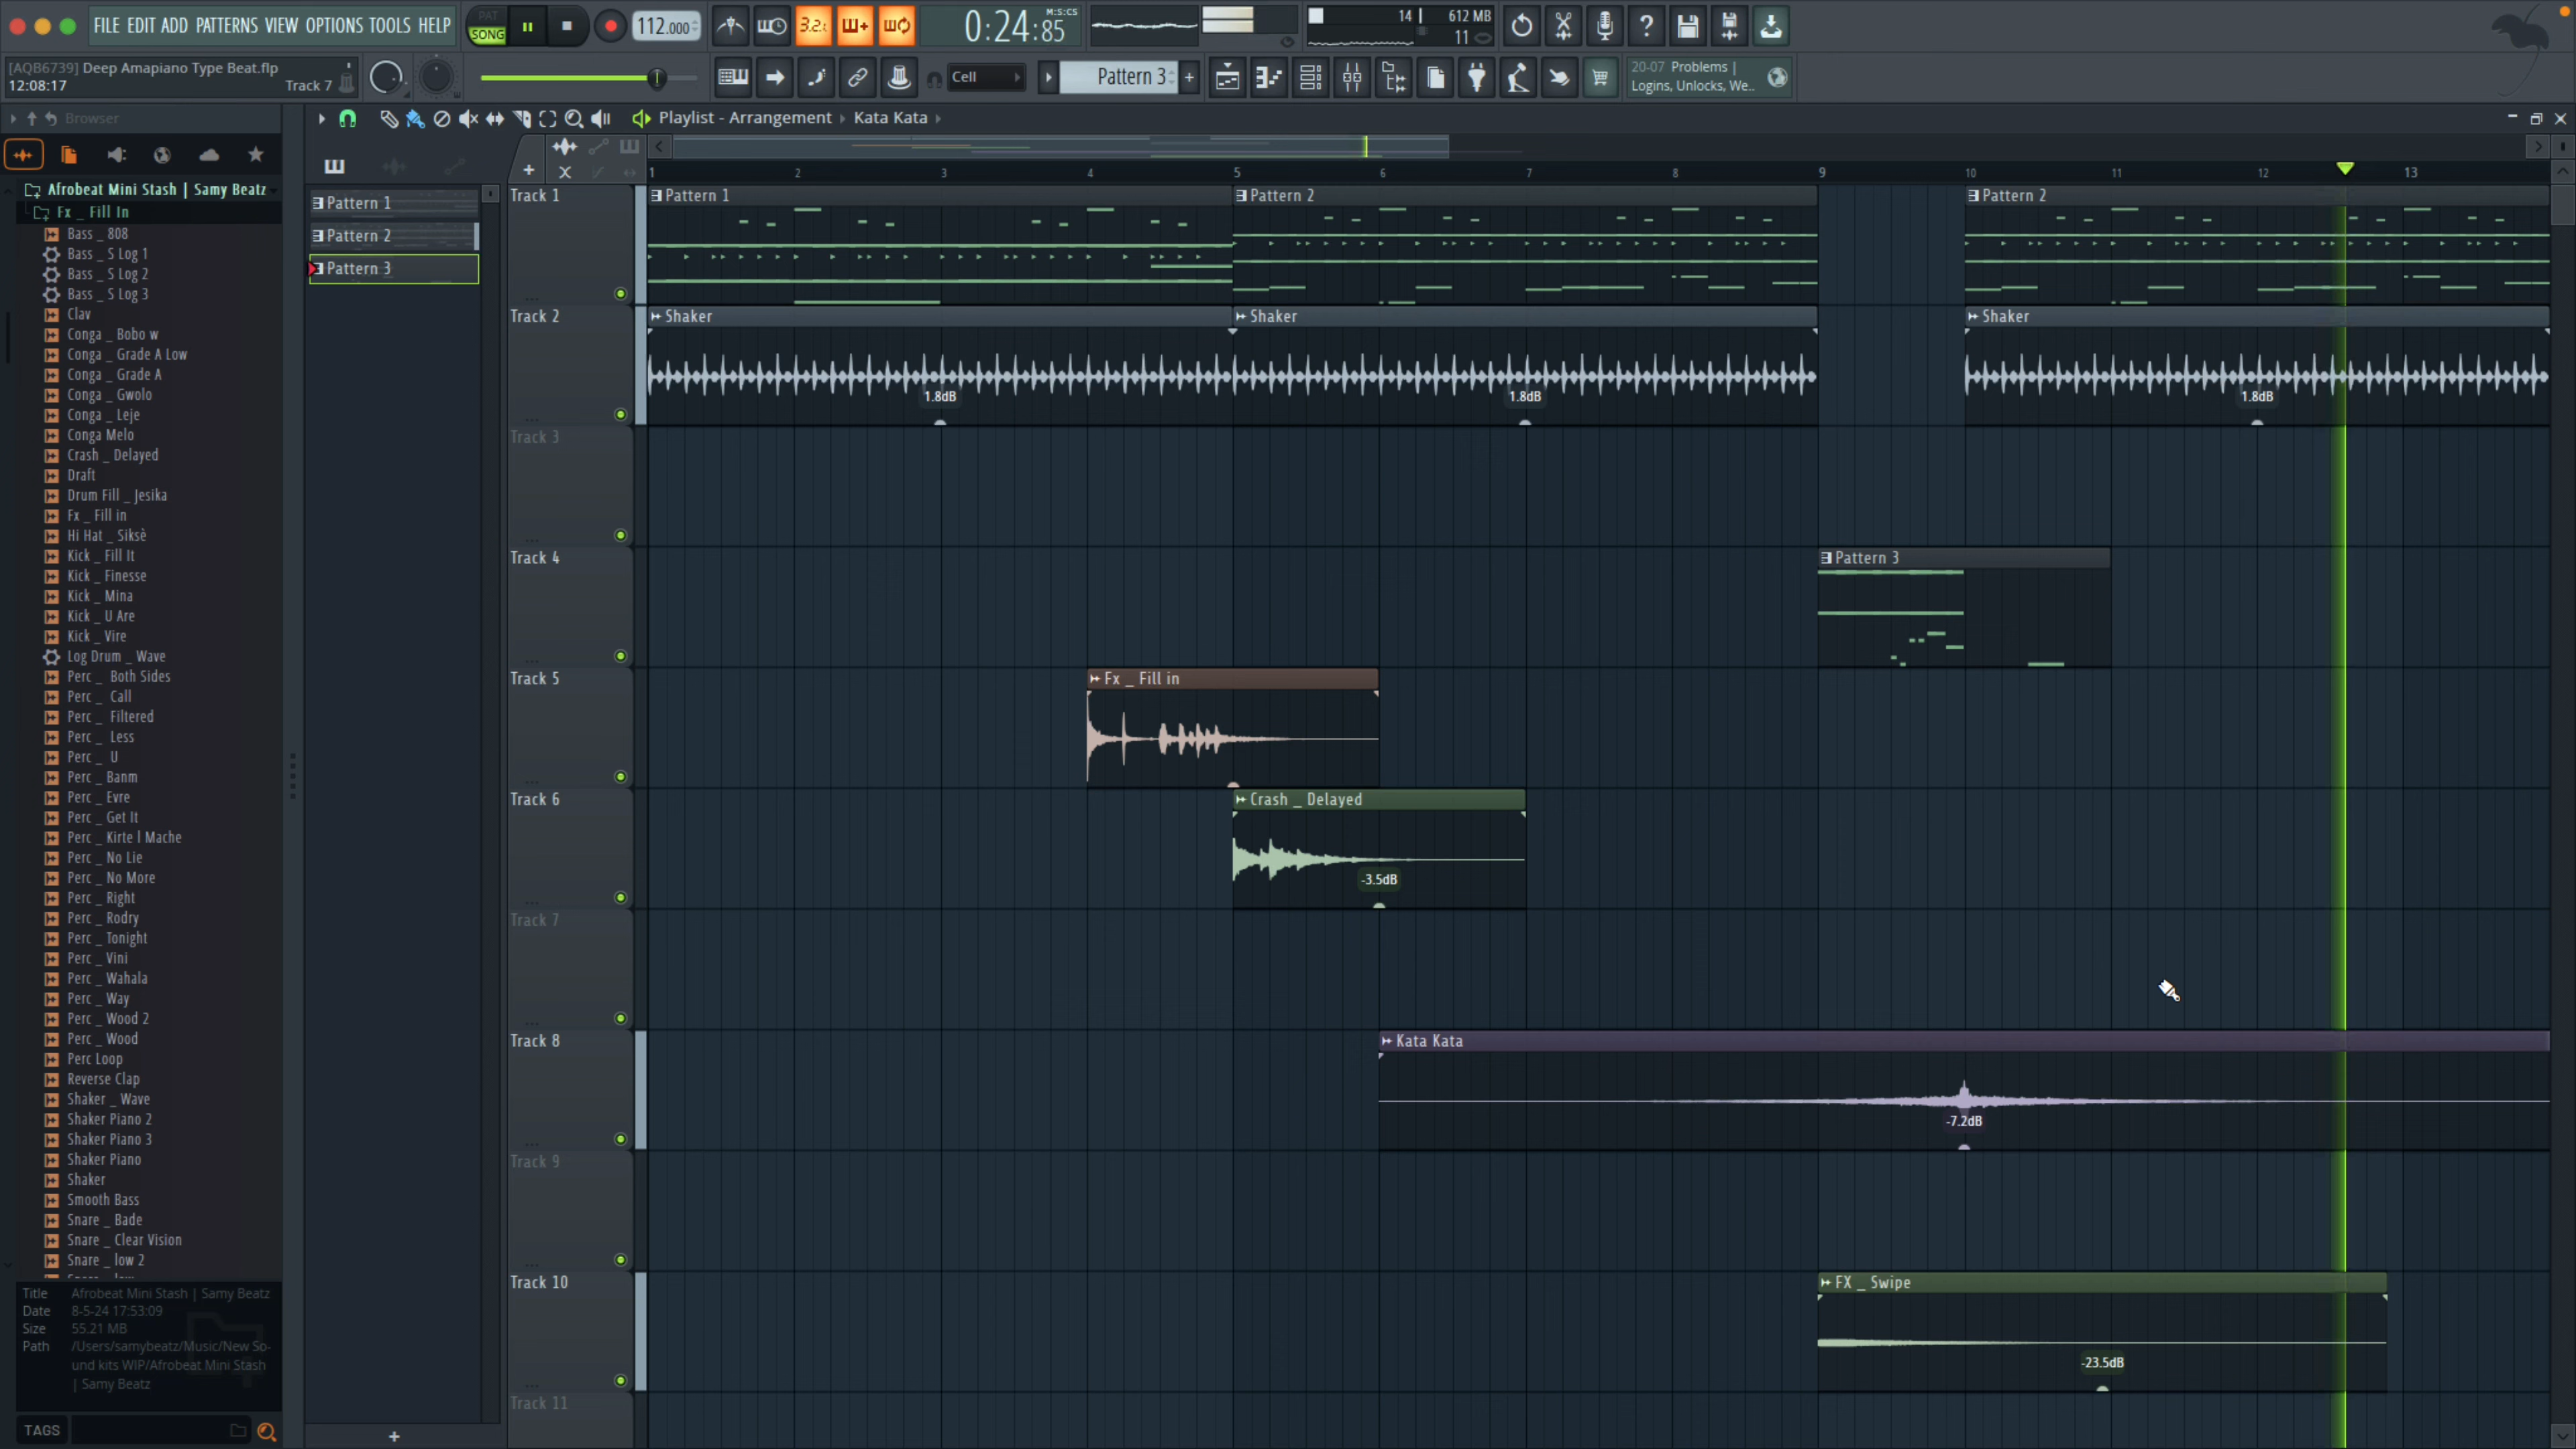 FILE EDIT ADD PATTERNS VIEW OPTIONS TOOLS HELP
PAT
SONG
112.000
3.2.
0:24:85
M:S:CS
14
612 MB
11
[AQB6739] Deep Amapiano Type Beat.flp
12:08:17
Track 7
Cell
Pattern 3
+
20-07 Problems |
Logins, Unlocks, We..
Browser
Playlist - Arrangement
Kata Kata
Afrobeat Mini Stash | Samy Beatz
Fx _ Fill In
Bass _ 808
Bass _ S Log 1
Bass _ S Log 2
Bass _ S Log 3
Clav
Conga _ Bobo w
Conga _ Grade A Low
Conga _ Grade A
Conga _ Gwolo
Conga _ Leje
Conga Melo
Crash _ Delayed
Draft
Drum Fill _ Jesika
Fx _ Fill in
Hi Hat _ Siksè
Kick _ Fill It
Kick _ Finesse
Kick _ Mina
Kick _ U Are
Kick _ Vire
Log Drum _ Wave
Perc _ Both Sides
Perc _ Call
Perc _ Filtered
Perc _ Less
Perc _ U
Perc _ Banm
Perc _ Evre
Perc _ Get It
Perc _ Kirte l Mache
Perc _ No Lie
Perc _ No More
Perc _ Right
Perc _ Rodry
Perc _ Tonight
Perc _ Vini
Perc _ Wahala
Perc _ Way
Perc _ Wood 2
Perc _ Wood
Perc Loop
Reverse Clap
Shaker _ Wave
Shaker Piano 2
Shaker Piano 3
Shaker Piano
Shaker
Smooth Bass
Snare _ Bade
Snare _ Clear Vision
Snare _ low 2
Title Afrobeat Mini Stash | Samy Beatz
Date 8-5-24 17:53:09
Size 55.21 MB
Path /Users/samybeatz/Music/New So-
und kits WIP/Afrobeat Mini Stash
| Samy Beatz
TAGS
Pattern 1
Pattern 2
Pattern 3
+
+
1 2 3 4 5 6 7 8 9 10 11 12 13
Track 1
Pattern 1
Pattern 2
Pattern 2
Track 2
Shaker
Shaker
Shaker
1.8dB
1.8dB
1.8dB
Track 3
Track 4
Pattern 3
Track 5
Fx _ Fill in
Track 6
Crash _ Delayed
-3.5dB
Track 7
Track 8
Kata Kata
-7.2dB
Track 9
Track 10
FX _ Swipe
-23.5dB
Track 11